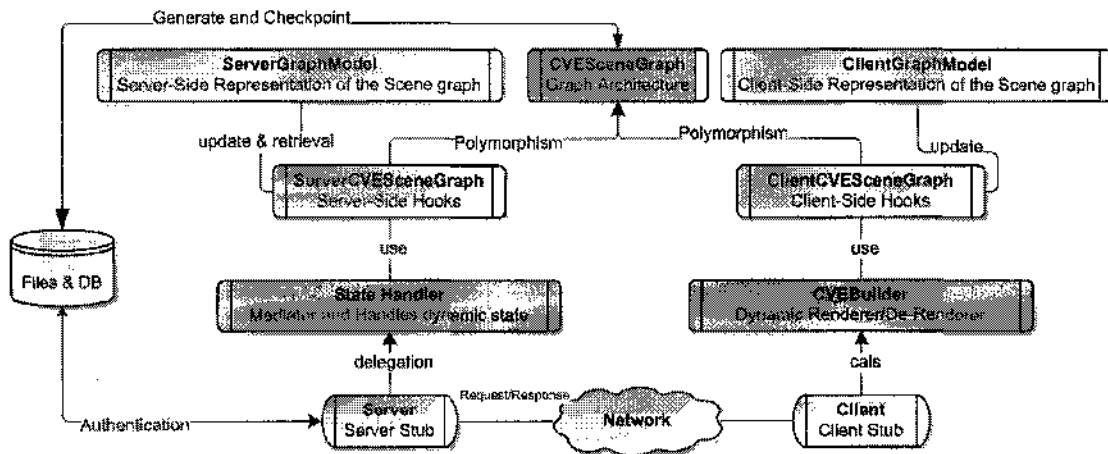 Generate and Checkpoint
ServerGraphModel
Server-Side Representation of the Scene graph
CVESceneGraph
Graph Architecture
ClientGraphModel
Client-Side Representation of the Scene graph
update & retrieval
Polymorphism
Polymorphism
update
ServerCVESceneGraph
Server-Side Hooks
ClientCVESceneGraph
Client-Side Hooks
Files & DB
use
use
State Handler
Mediator and Handles dynamic state
CVEBuilder
Dynamic Renderer/De-Renderer
delegation
cals
Authentication
Server
Server Stub
Request/Response
Network
Client
Client Stub